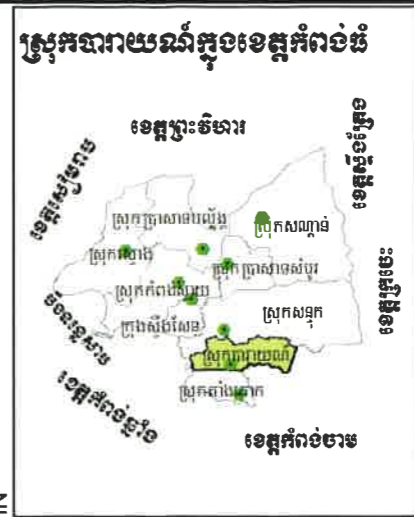 ស្រុកបារាយណ៍ក្នុងខេត្តកំពង់ធំ
ខេត្តព្រះវិហារ
ខេត្តស្ទឹងត្រែង
ខេត្តសៀមរាប
ស្រុកប្រាសាទបល្ល័ង្ក
ស្រុកសណ្តាន់
ស្រុកស្ទោង
ស្រុកប្រាសាទសំបូរ
ខេត្តក្រចេះ
ស្រុកកំពង់ស្វាយ
ស្រុកសន្ទុក
បឹងទន្លេសាប
ក្រុងស្ទឹងសែន
ស្រុកបារាយណ៍
ខេត្តកំពង់ឆ្នាំង
ស្រុកតាំងគោក
ខេត្តកំពង់ចាម